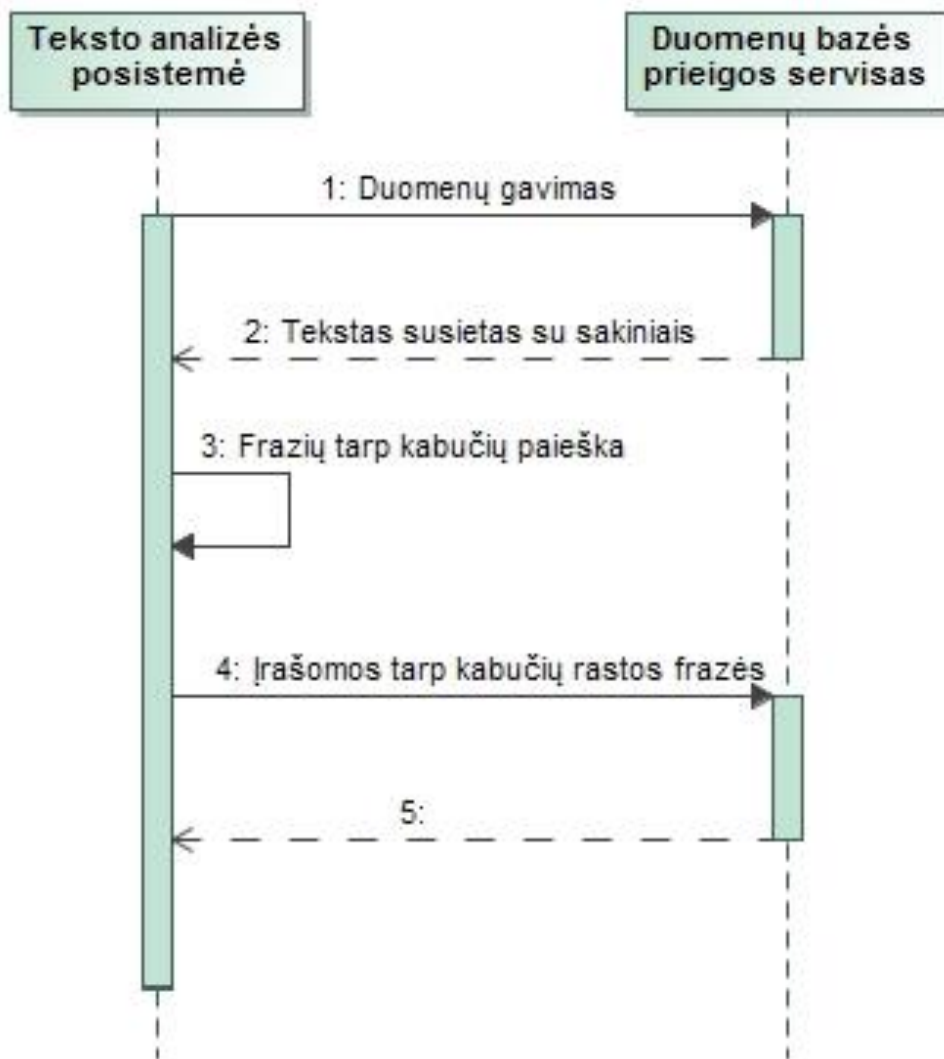 Teksto analizės
posistemė
Duomenų bazės
prieigos servisas
1: Duomenų gavimas
2: Tekstas susietas su sakiniais
3: Frazių tarp kabučių paieška
4: Įrašomos tarp kabučių rastos frazės
5: